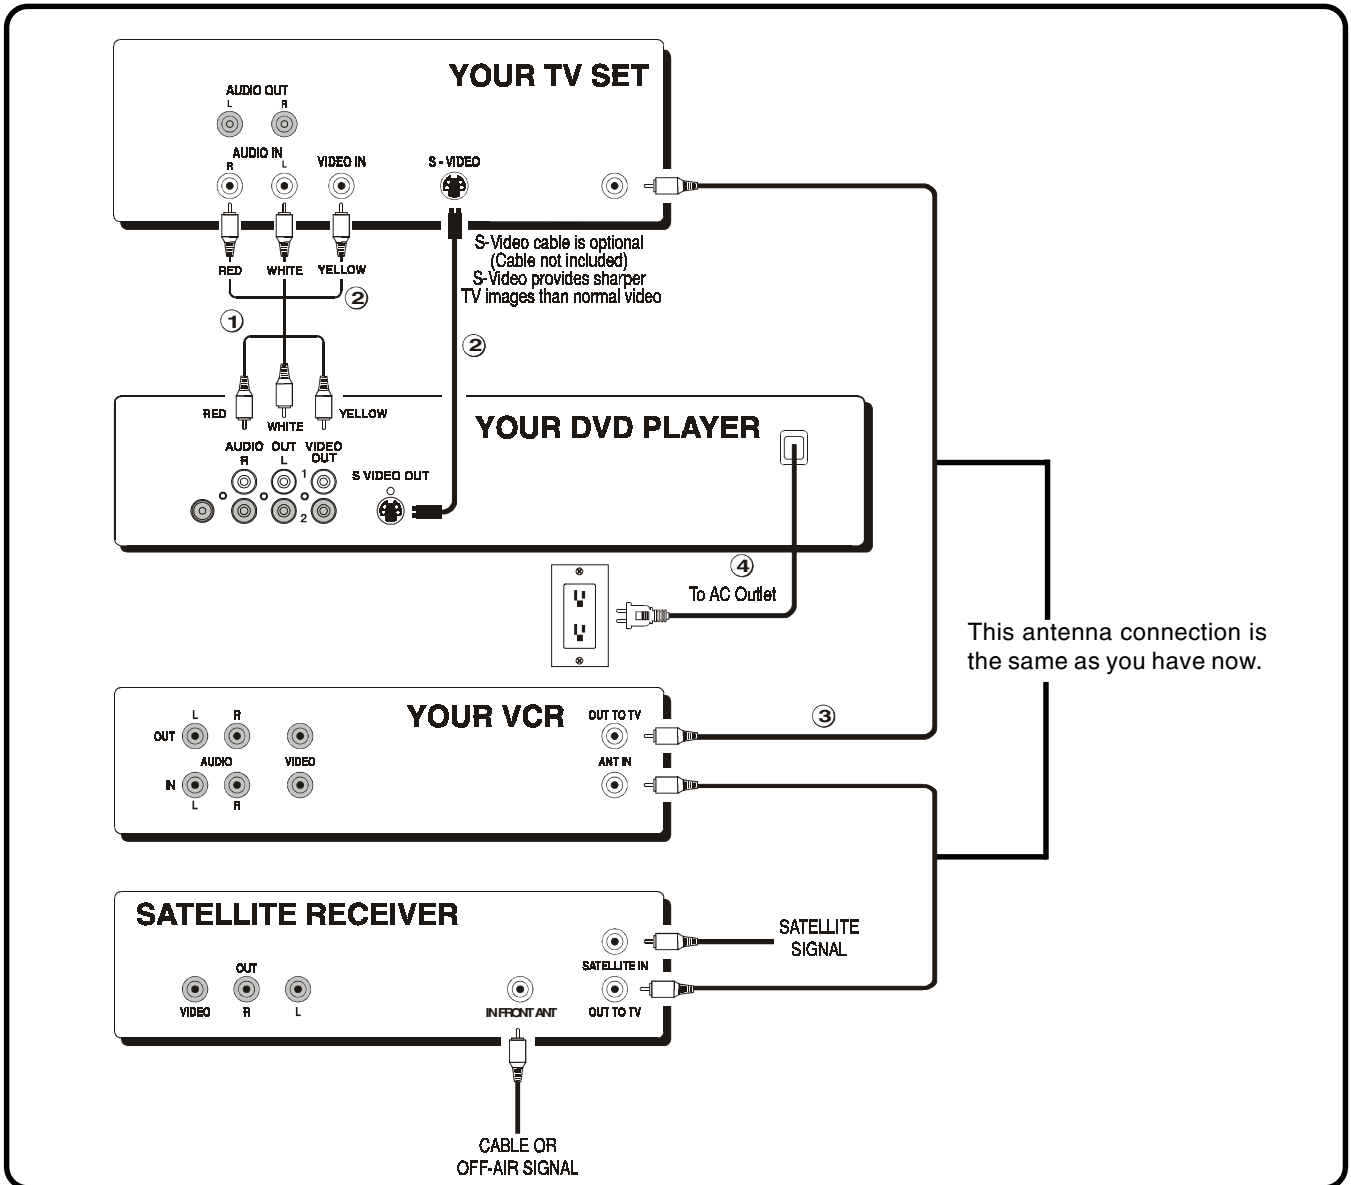 YOUR TV SET
AUDIO OUT
L R
AUDIO IN
R L
VIDEO IN
S - VIDEO
RED WHITE YELLOW
S-Video cable is optional
(Cable not included)
S-Video provides sharper
TV images than normal video
2
1
2
YOUR DVD PLAYER
RED WHITE YELLOW
AUDIO OUT VIDEO
OUT
R L
1
2
S VIDEO OUT
4
To AC Outlet
This antenna connection is
the same as you have now.
YOUR VCR
L R
OUT
AUDIO VIDEO
IN
L R
OUT TO TV
ANT IN
3
SATELLITE RECEIVER
SATELLITE
SIGNAL
SATELLITE IN
OUT
VIDEO R L
IN FRONT ANT
OUT TO TV
CABLE OR
OFF-AIR SIGNAL